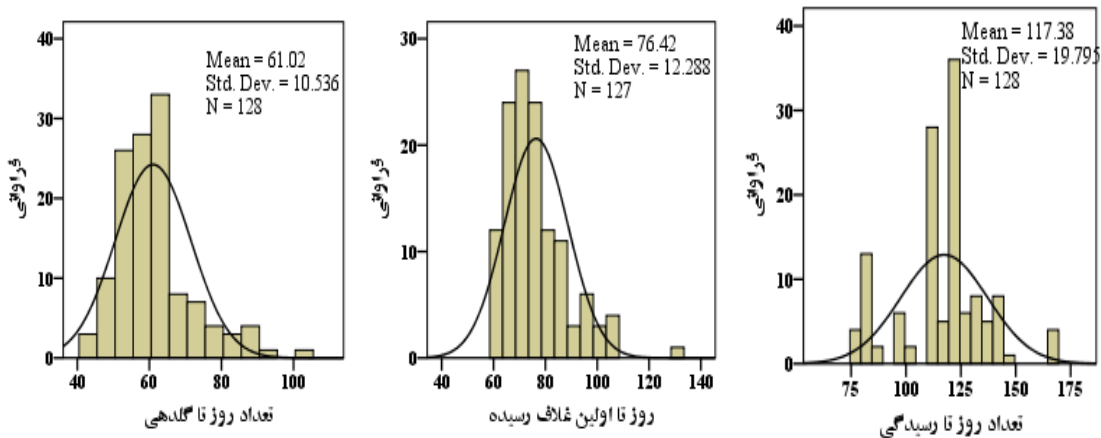 40
30
20
10
0
فراوانی
Mean = 61.02
Std. Dev. = 10.536
N = 128
40 60 80 100
تعداد روز تا گلدهی
30
20
10
0
فراوانی
Mean = 76.42
Std. Dev. = 12.288
N = 127
40 60 80 100 120 140
روز تا اولین غلاف رسیده
40
30
20
10
0
فراوانی
Mean = 117.38
Std. Dev. = 19.795
N = 128
75 100 125 150 175
تعداد روز تا رسیدگی